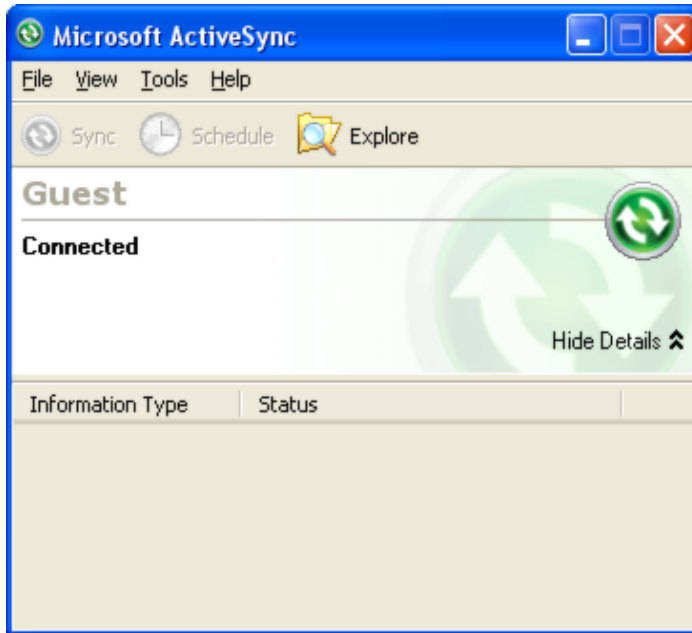 Microsoft ActiveSync
File View Tools Help
Sync Schedule Explore
Guest
Connected
Hide Details
Information Type Status